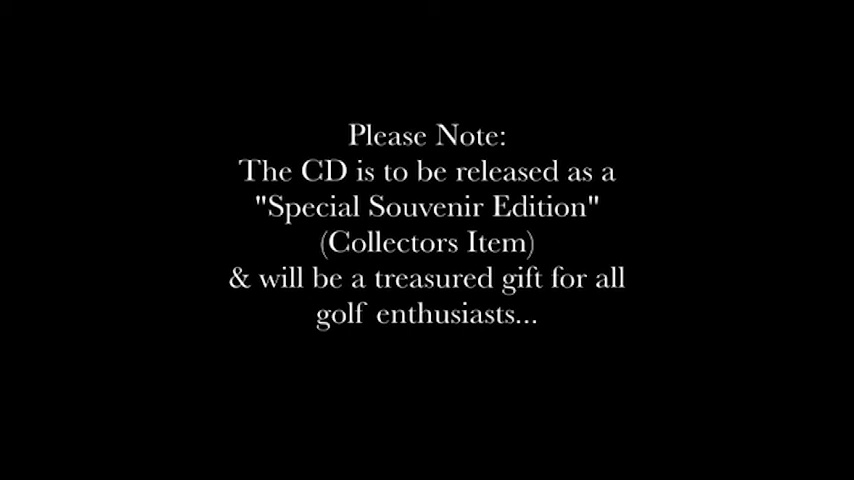 Please Note:
The CD is to be released as a
"Special Souvenir Edition"
(Collectors Item)
& will be a treasured gift for all
golf enthusiasts...